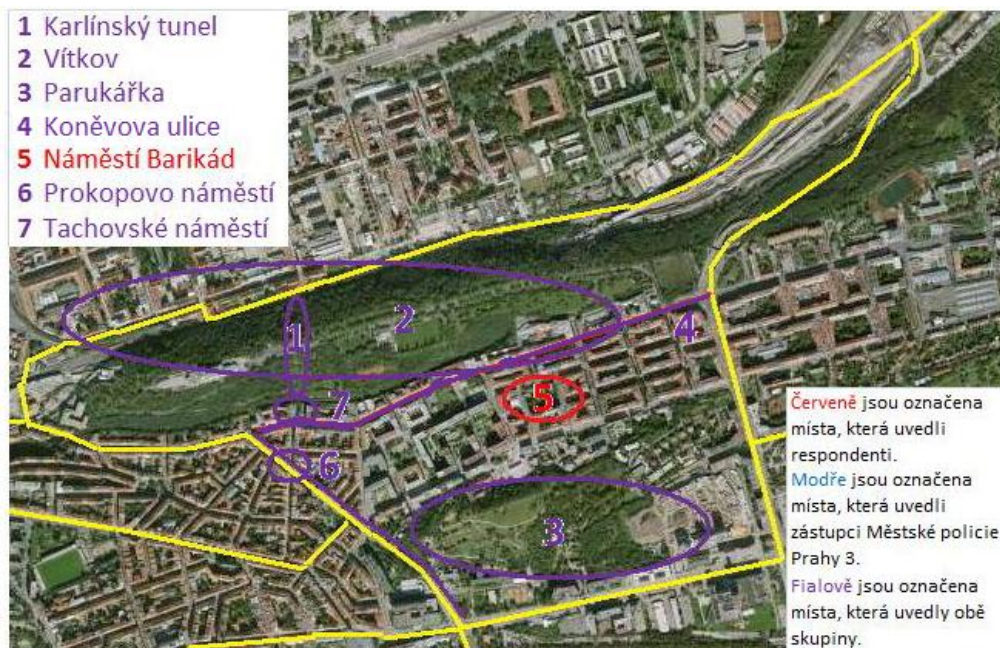 1 Karlínský tunel
2 Vítkov
3 Parukářka
4 Koněvova ulice
5 Náměstí Barikád
6 Prokopovo náměstí
7 Tachovské náměstí
1
2
4
5
7
6
3
Červeně jsou označena
místa, která uvedli
respondenti.
Modře jsou označena
místa, která uvedli
zástupci Městské policie
Prahy 3.
Fialově jsou označena
místa, která uvedly obě
skupiny.